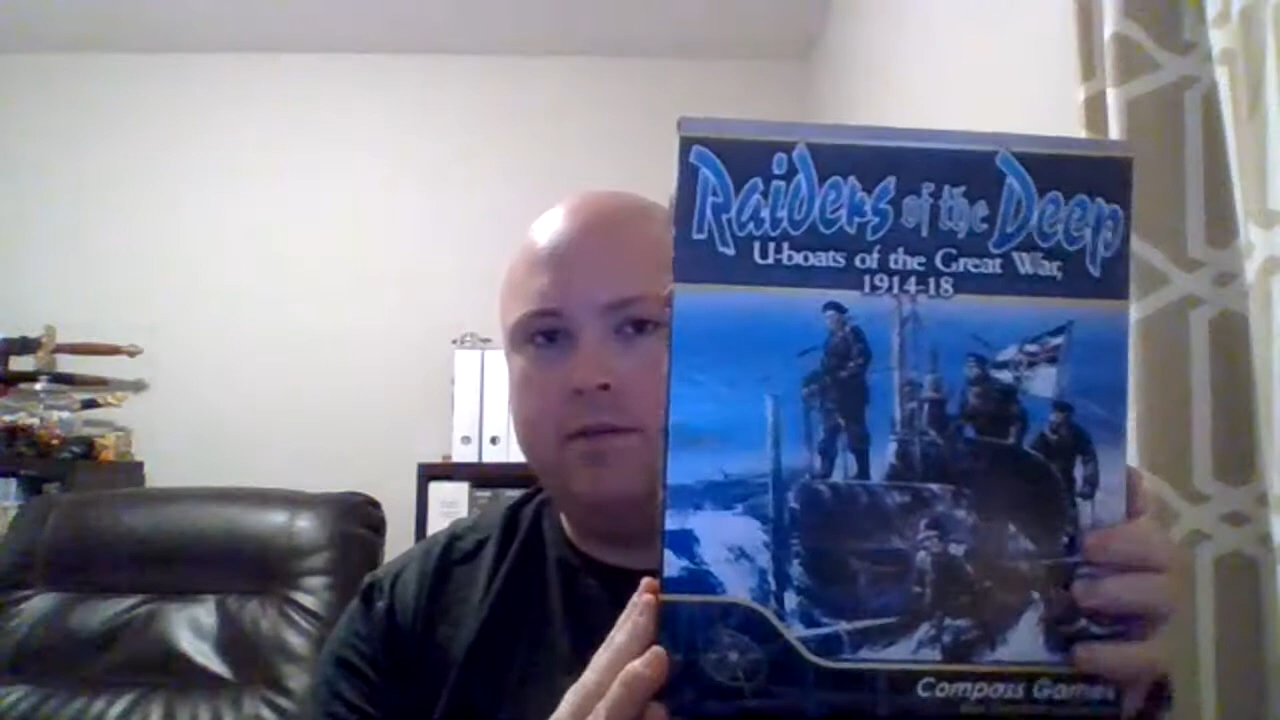 Raiders of the Deep
U-boats of the Great War,
1914-18
Compass Games